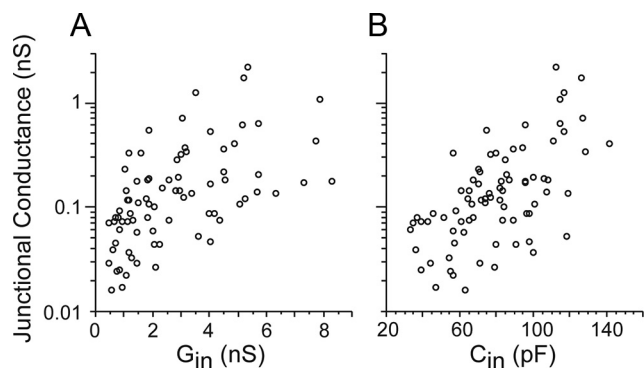 A B
Junctional Conductance (nS)
1
0.1
0.01
0 2 4 6 8
20 60 100 140
Gin (nS)
Cin (pF)